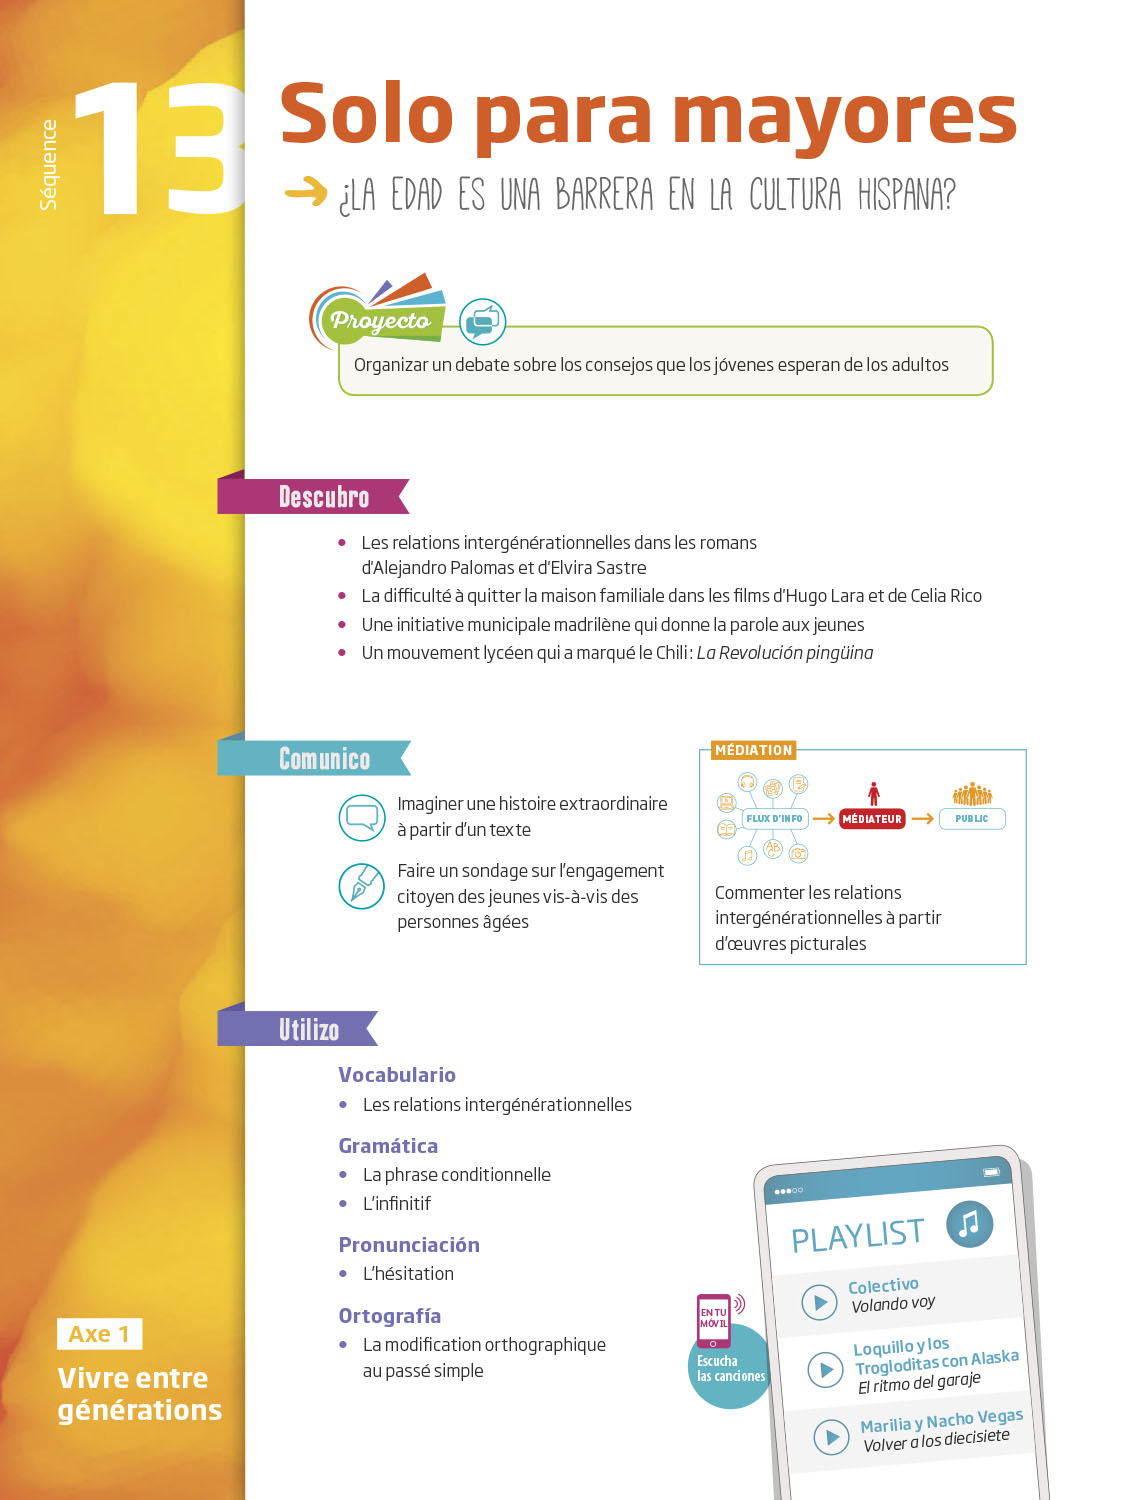 Séquence
13
Solo para mayores
¿LA EDAD ES UNA BARRERA EN LA CULTURA HISPANA?
Proyecto
Organizar un debate sobre los consejos que los jóvenes esperan de los adultos
Descubro
• Les relations intergénérationnelles dans les romans
d'Alejandro Palomas et d'Elvira Sastre
• La difficulté à quitter la maison familiale dans les films d'Hugo Lara et de Celia Rico
• Une initiative municipale madrilène qui donne la parole aux jeunes
• Un mouvement lycéen qui a marqué le Chili : La Revolución pingüina
Comunico
Imaginer une histoire extraordinaire
à partir d'un texte
Faire un sondage sur l'engagement
citoyen des jeunes vis-à-vis des
personnes âgées
MÉDIATION
FLUX D'INFO
MÉDIATEUR
PUBLIC
Commenter les relations
intergénérationnelles à partir
d'œuvres picturales
Utilizo
Vocabulario
• Les relations intergénérationnelles
Gramática
• La phrase conditionnelle
• L'infinitif
Pronunciación
• L'hésitation
Ortografía
• La modification orthographique
au passé simple
EN TU
MÓVIL
Escucha
las canciones
PLAYLIST
Colectivo
Volando voy
Loquillo y los
Trogloditas con Alaska
El ritmo del garaje
Marilia y Nacho Vegas
Volver a los diecisiete
Axe 1
Vivre entre
générations